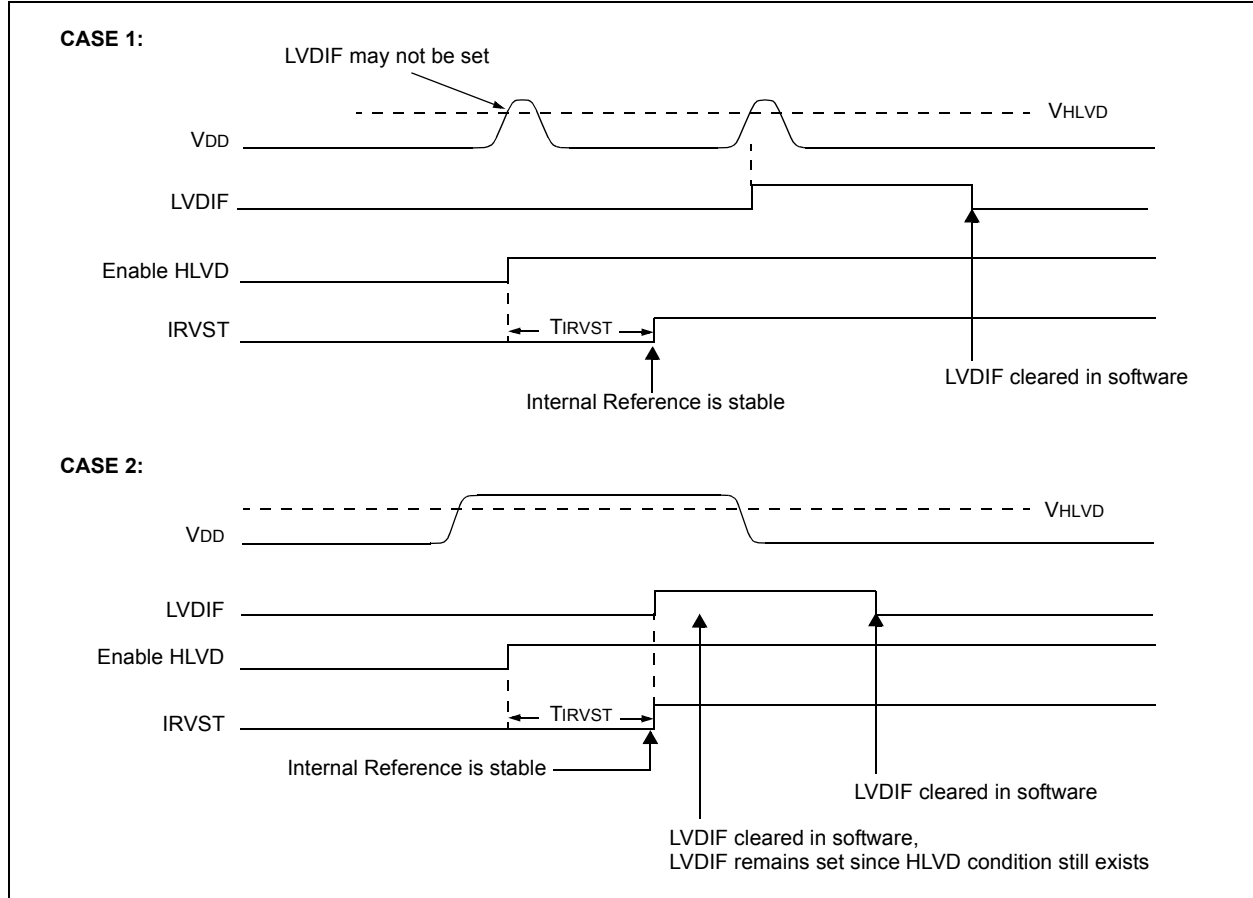 CASE 1:
LVDIF may not be set
VHLVD
VDD
LVDIF
Enable HLVD
IRVST
TIRVST
LVDIF cleared in software
Internal Reference is stable
CASE 2:
VHLVD
VDD
LVDIF
Enable HLVD
IRVST
TIRVST
Internal Reference is stable
LVDIF cleared in software
LVDIF cleared in software,
LVDIF remains set since HLVD condition still exists